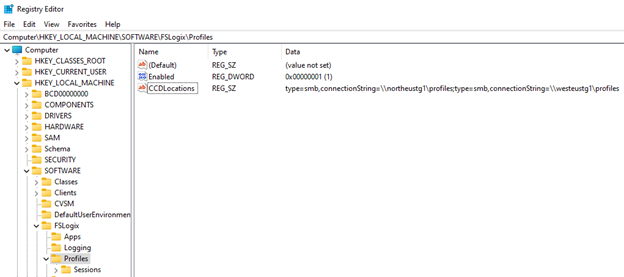 Registry Editor
File Edit View Favorites Help
Computer\HKEY_LOCAL_MACHINE\SOFTWARE\FSLogix\Profiles
Computer
HKEY_CLASSES_ROOT
HKEY_CURRENT_USER
HKEY_LOCAL_MACHINE
BCD00000000
COMPONENTS
DRIVERS
HARDWARE
SAM
Schema
SECURITY
SOFTWARE
Classes
Clients
CVSM
DefaultUserEnvironmen
FSLogix
Apps
Logging
Profiles
Sessions
Name Type Data
(Default) REG_SZ (value not set)
Enabled REG_DWORD 0x00000001 (1)
CCDLocations REG_SZ type=smb,connectionString=\\northeustg1\profiles;type=smb,connectionString=\\westeustg1\profiles